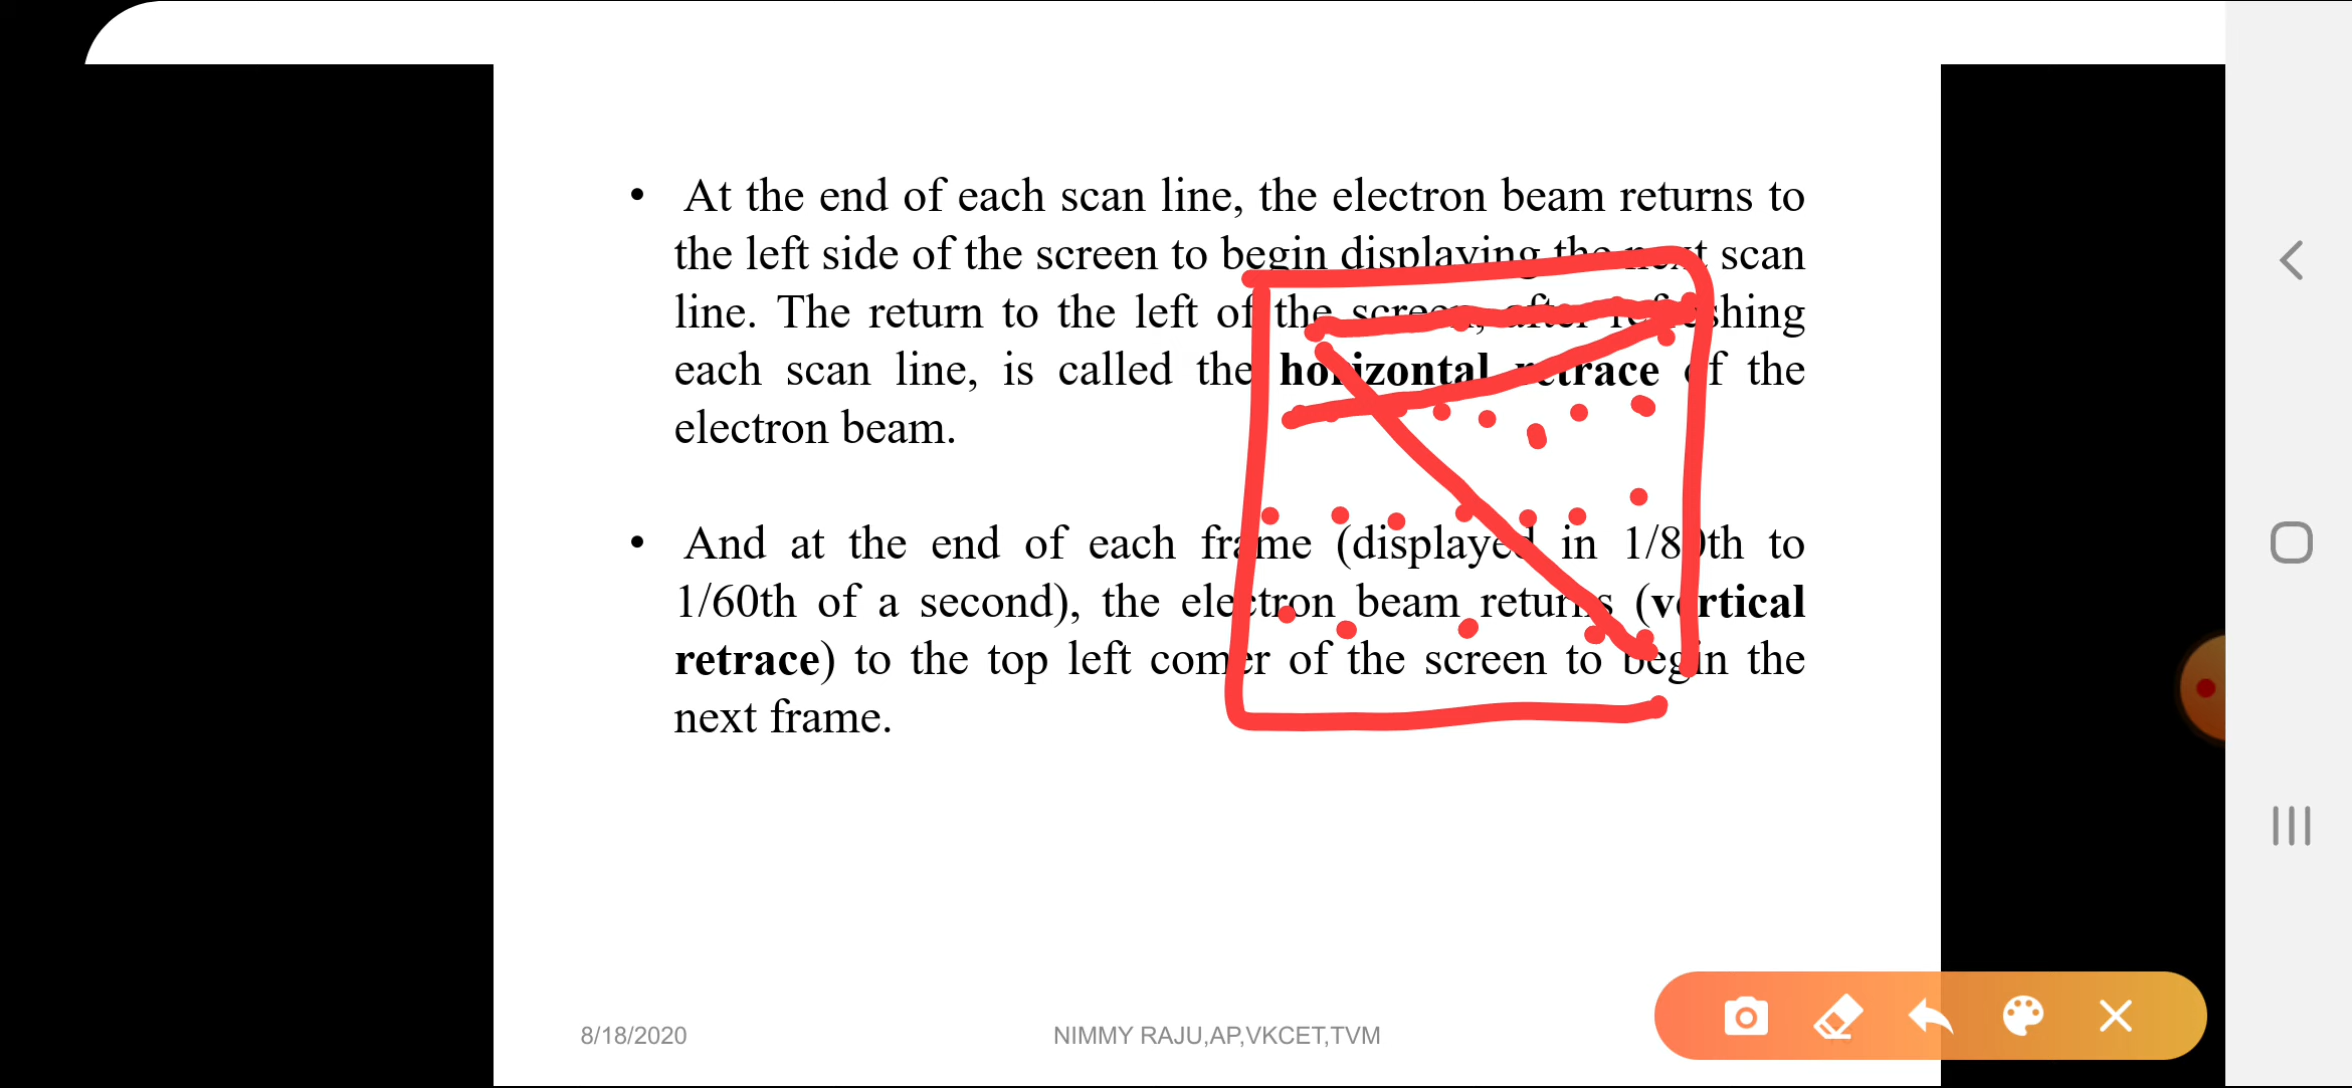 • At the end of each scan line, the electron beam returns to
the left side of the screen to begin displaying the next scan
line. The return to the left of the screen, after refreshing
each scan line, is called the horizontal retrace of the
electron beam.
• And at the end of each frame (displayed in 1/80th to
1/60th of a second), the electron beam returns (vertical
retrace) to the top left comer of the screen to begin the
next frame.
8/18/2020
NIMMY RAJU,AP,VKCET,TVM